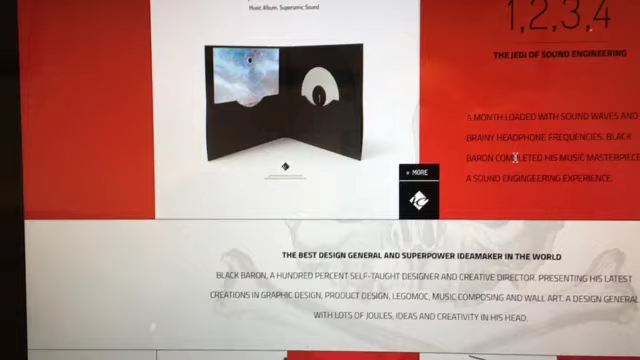 Music Album. Supersonic Sound
1,2,3,4
THE JEDI OF SOUND ENGINEERING
A MONTH LOADED WITH SOUND WAVES AND
BRAINY HEADPHONE FREQUENCIES. BLACK
BARON COMPLETED HIS MUSIC MASTERPIECE
A SOUND ENGINGEERING EXPERIENCE.
» MORE
THE BEST DESIGN GENERAL AND SUPERPOWER IDEAMAKER IN THE WORLD
BLACK BARON, A HUNDRED PERCENT SELF-TAUGHT DESIGNER AND CREATIVE DIRECTOR. PRESENTING HIS LATEST
CREATIONS IN GRAPHIC DESIGN, PRODUCT DESIGN, LEGOMOC, MUSIC COMPOSING AND WALL ART. A DESIGN GENERAL
WITH LOTS OF JOULES, IDEAS AND CREATIVITY IN HIS HEAD.